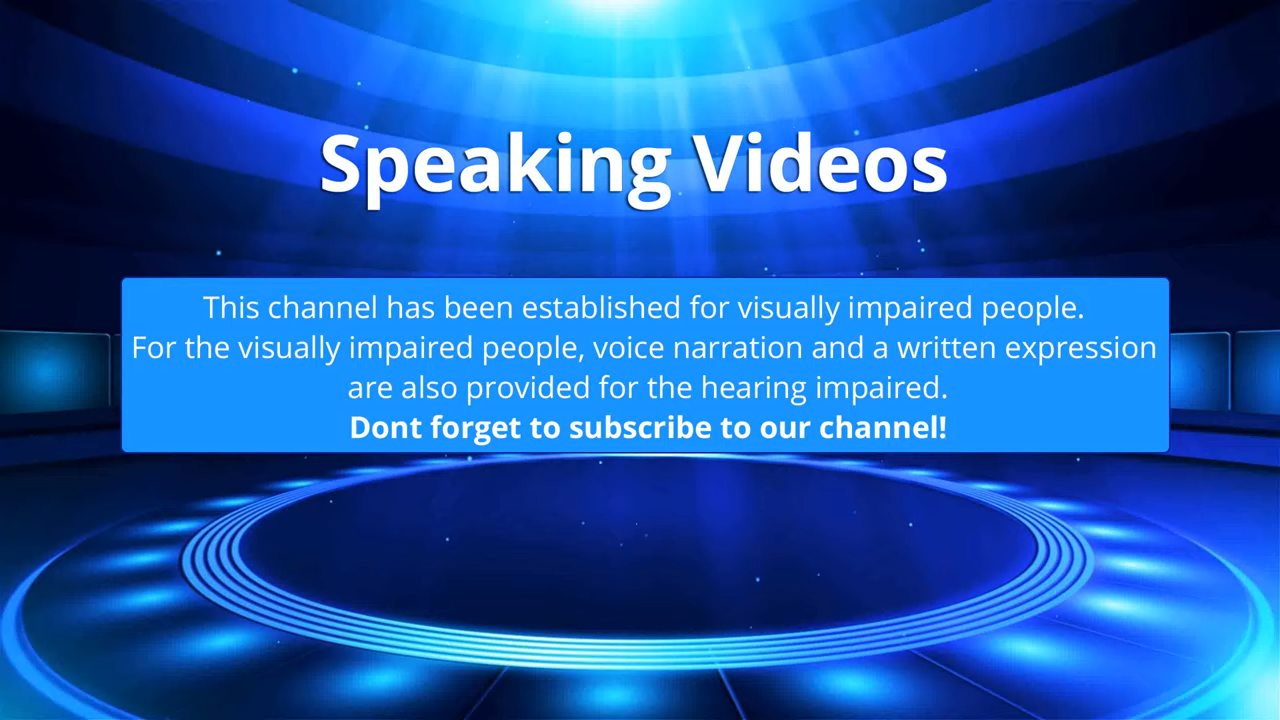 Speaking Videos
This channel has been established for visually impaired people.
For the visually impaired people, voice narration and a written expression
are also provided for the hearing impaired.
Dont forget to subscribe to our channel!